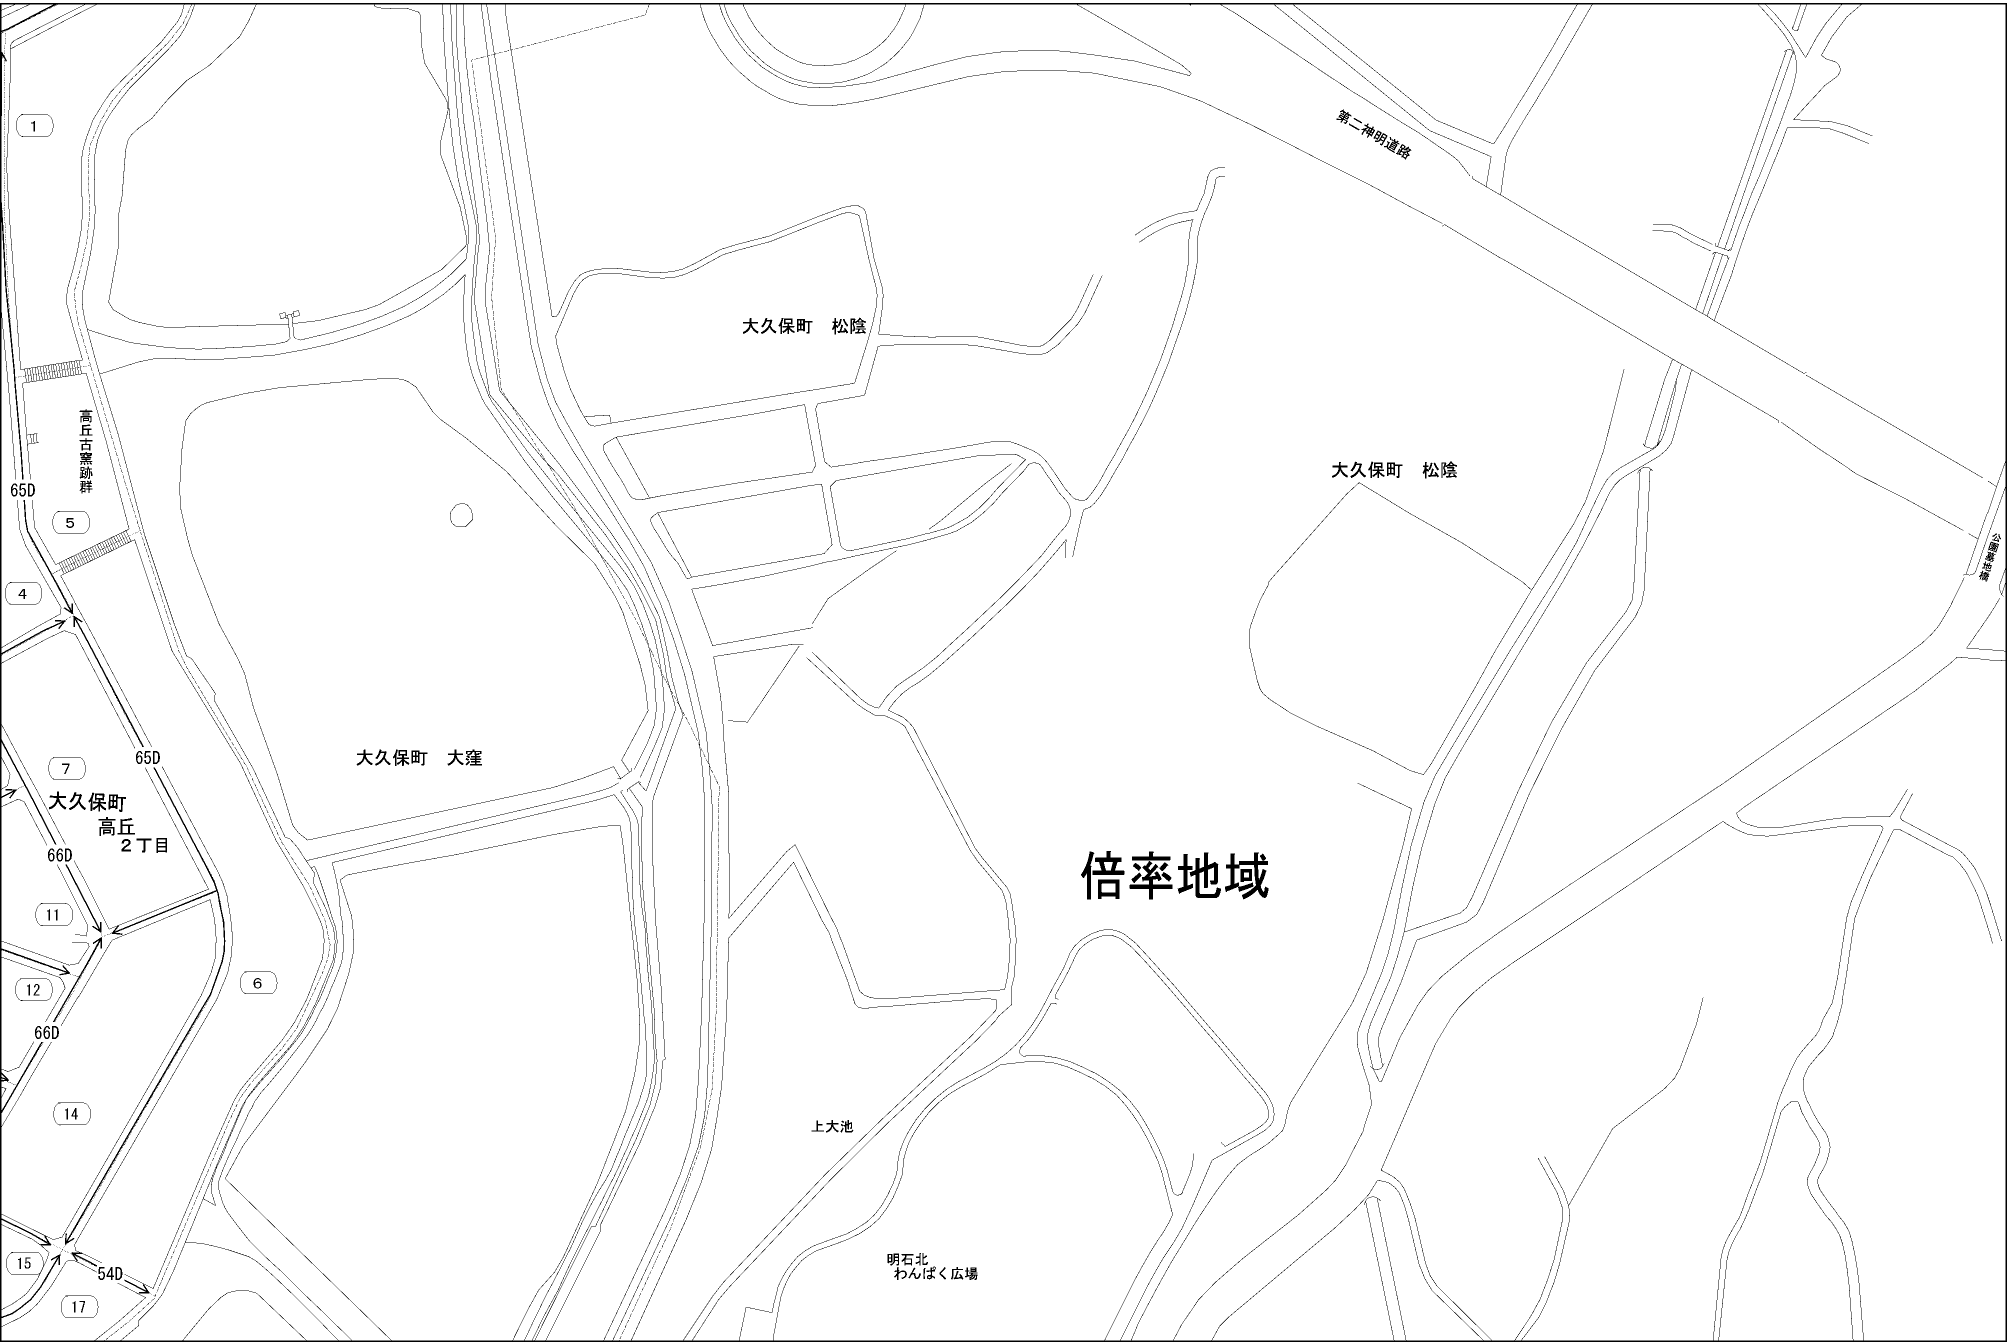 1
第二神明道路
大久保町　松陰
高丘古窯跡群
65D
5
大久保町　松陰
公園墓地橋
4
65D
7
大久保町
高丘
２丁目
大久保町　大窪
66D
倍率地域
11
6
12
66D
14
上大池
15
54D
明石北
わんぱく広場
17